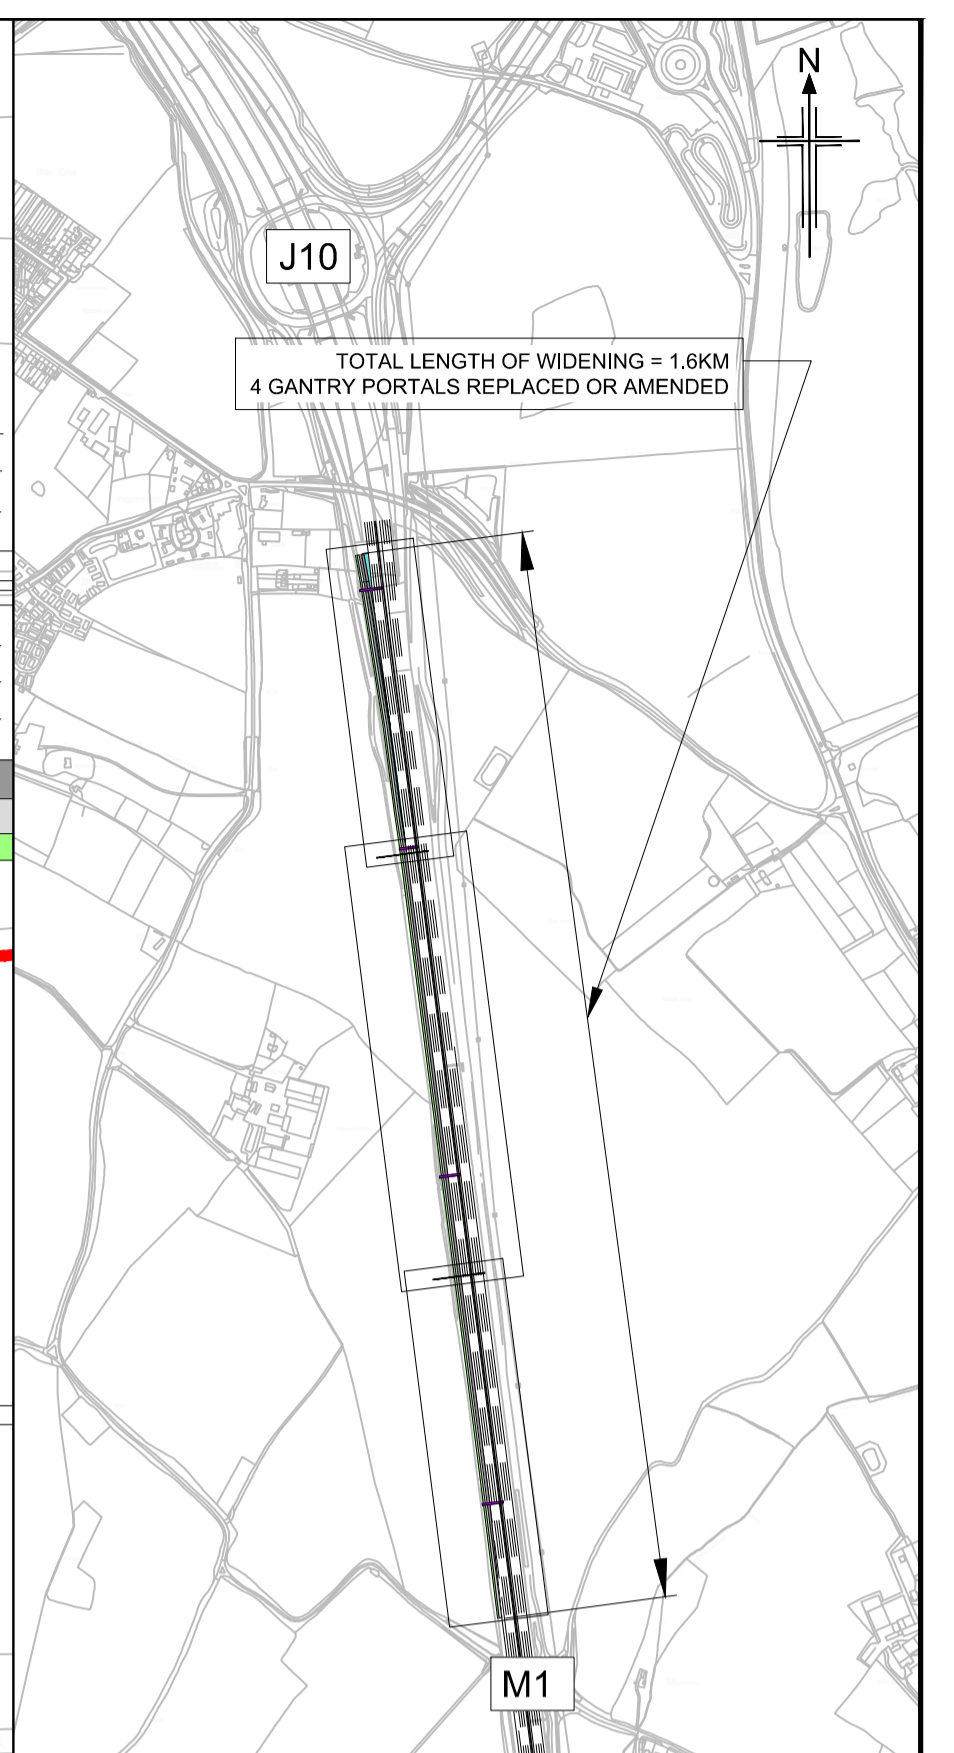 N
J10
TOTAL LENGTH OF WIDENING = 1.6KM
4 GANTRY PORTALS REPLACED OR AMENDED
M1